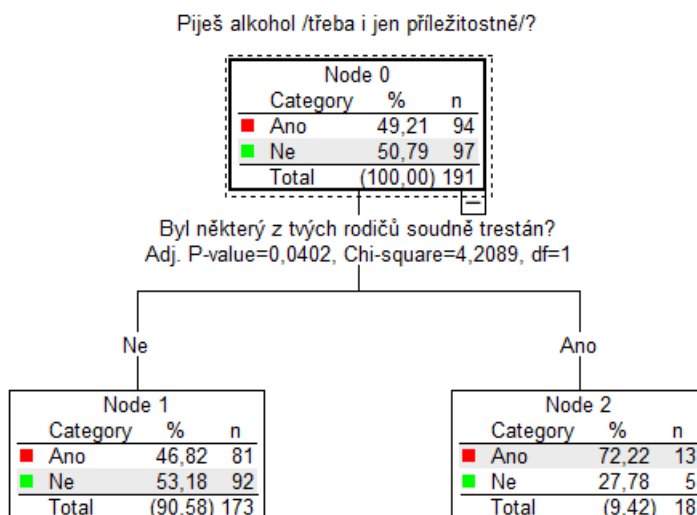 Piješ alkohol /třeba i jen příležitostně/?
Node 0
Category % n
Ano 49,21 94
Ne 50,79 97
Total (100,00) 191
Byl některý z tvých rodičů soudně trestán?
Adj. P-value=0,0402, Chi-square=4,2089, df=1
Ne
Ano
Node 1
Category % n
Ano 46,82 81
Ne 53,18 92
Total (90,58) 173
Node 2
Category % n
Ano 72,22 13
Ne 27,78 5
Total (9,42) 18